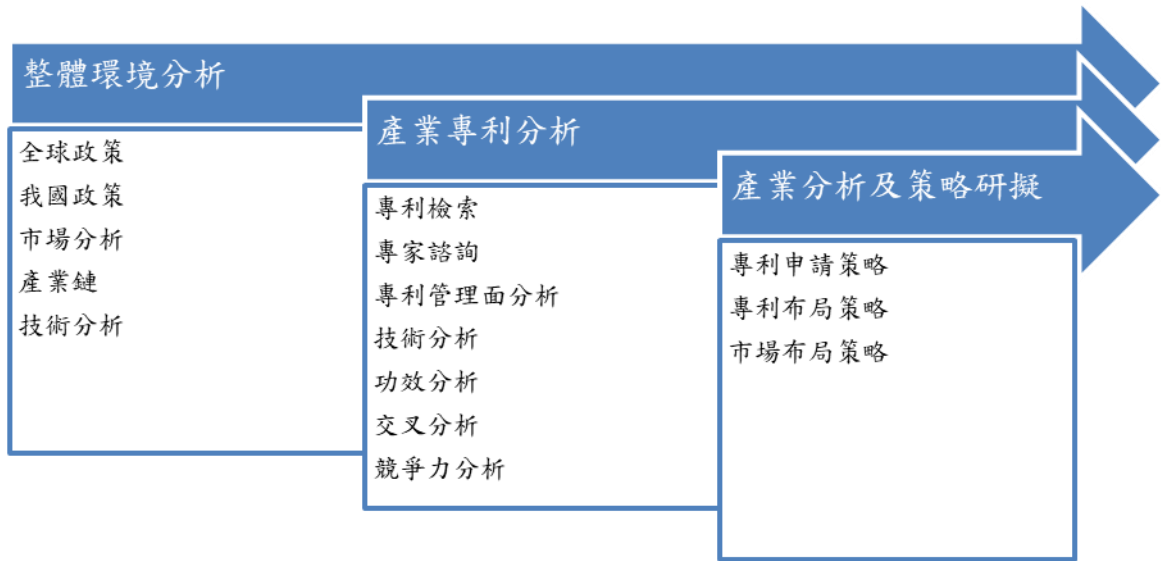 整體環境分析
全球政策
我國政策
市場分析
產業鏈
技術分析
產業專利分析
專利檢索
專家諮詢
專利管理面分析
技術分析
功效分析
交叉分析
競爭力分析
產業分析及策略研擬
專利申請策略
專利布局策略
市場布局策略